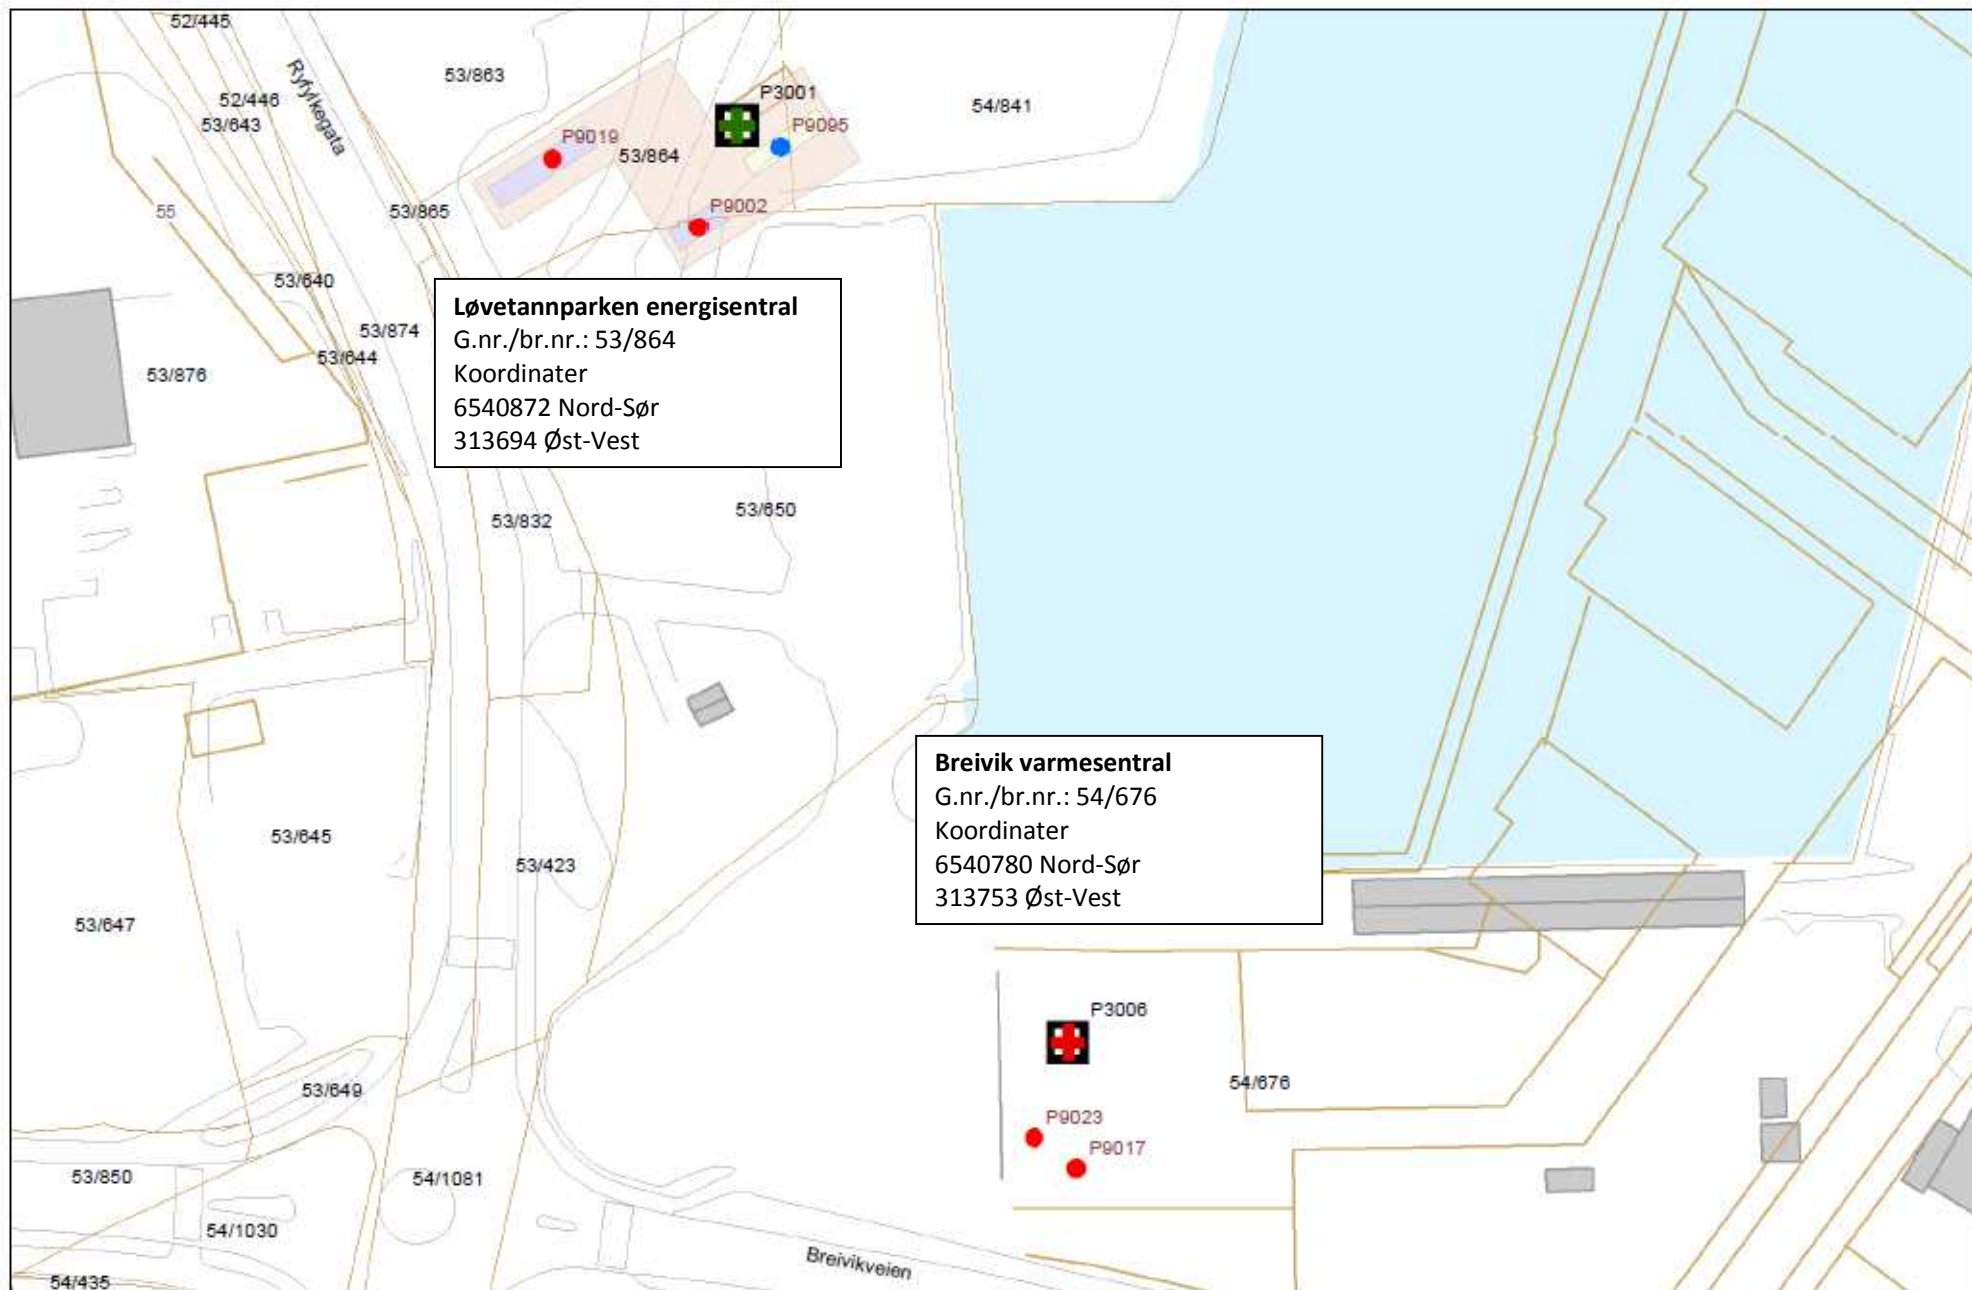 52/445
Ryfylkegata
53/863
52/446
53/643
P3001
54/841
P9095
P9019
53/864
55
53/865
P9002
53/640
Løvetannparken energisentral
G.nr./br.nr.: 53/864
Koordinater
6540872 Nord-Sør
313694 Øst-Vest
53/874
53/644
53/876
53/832
53/650
Breivik varmesentral
G.nr./br.nr.: 54/676
Koordinater
6540780 Nord-Sør
313753 Øst-Vest
53/645
53/423
53/647
P3006
54/676
53/649
P9023
P9017
53/850
54/1081
54/1030
Breivikveien
54/435